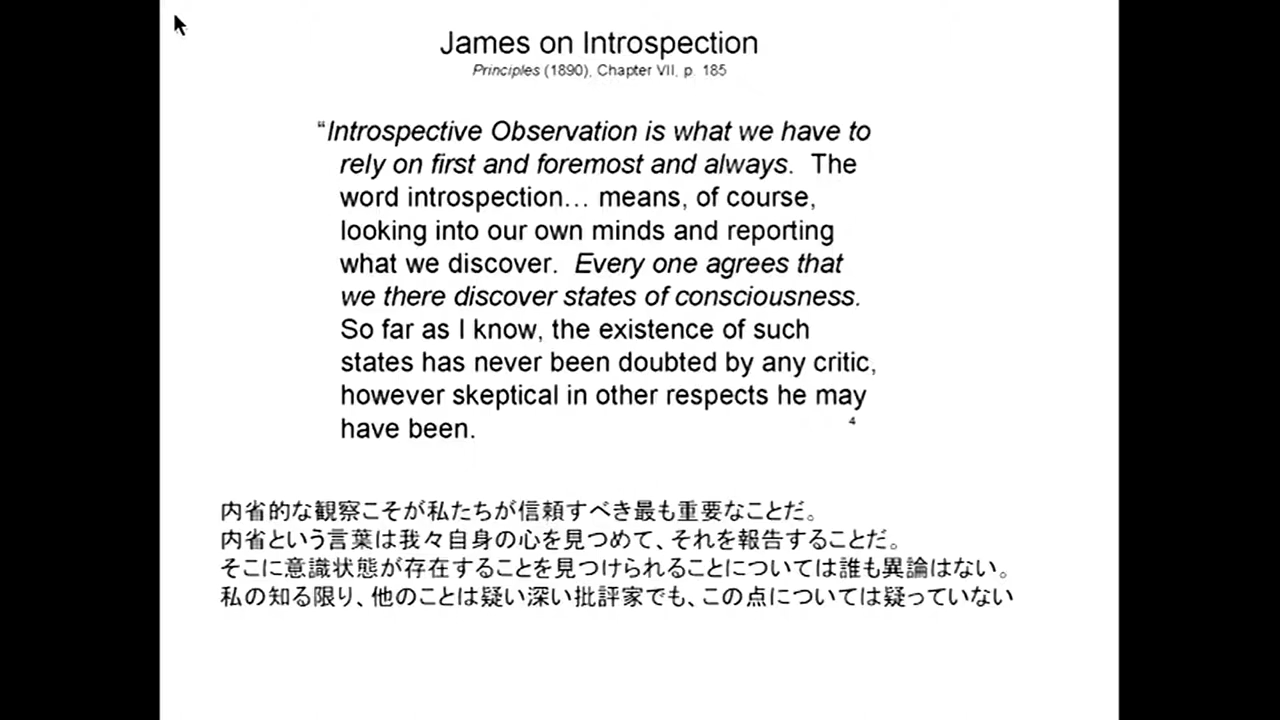 James on Introspection
Principles (1890), Chapter VII, p. 185
“Introspective Observation is what we have to
rely on first and foremost and always.  The
word introspection… means, of course,
looking into our own minds and reporting
what we discover.  Every one agrees that
we there discover states of consciousness.
So far as I know, the existence of such
states has never been doubted by any critic,
however skeptical in other respects he may
have been.
4
内省的な観察こそが私たちが信頼すべき最も重要なことだ。
内省という言葉は我々自身の心を見つめて、それを報告することだ。
そこに意識状態が存在することを見つけられることについては誰も異論はない。
私の知る限り、他のことは疑い深い批評家でも、この点については疑っていない